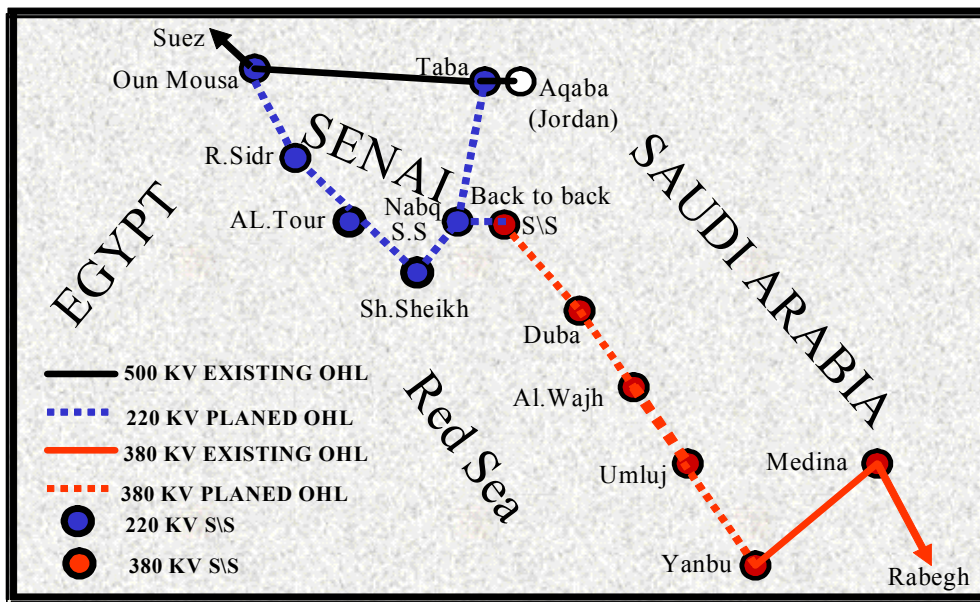 Suez
Oun Mousa
Taba
Aqaba
(Jordan)
R.Sidr
SENAI
AL.Tour
Nabq
S.S
Back to back
S\S
Sh.Sheikh
EGYPT
SAUDI ARABIA
Red Sea
Duba
Al.Wajh
Umluj
Medina
Yanbu
Rabegh
500 KV EXISTING OHL
220 KV PLANED OHL
380 KV EXISTING OHL
380 KV PLANED OHL
220 KV S\S
380 KV S\S